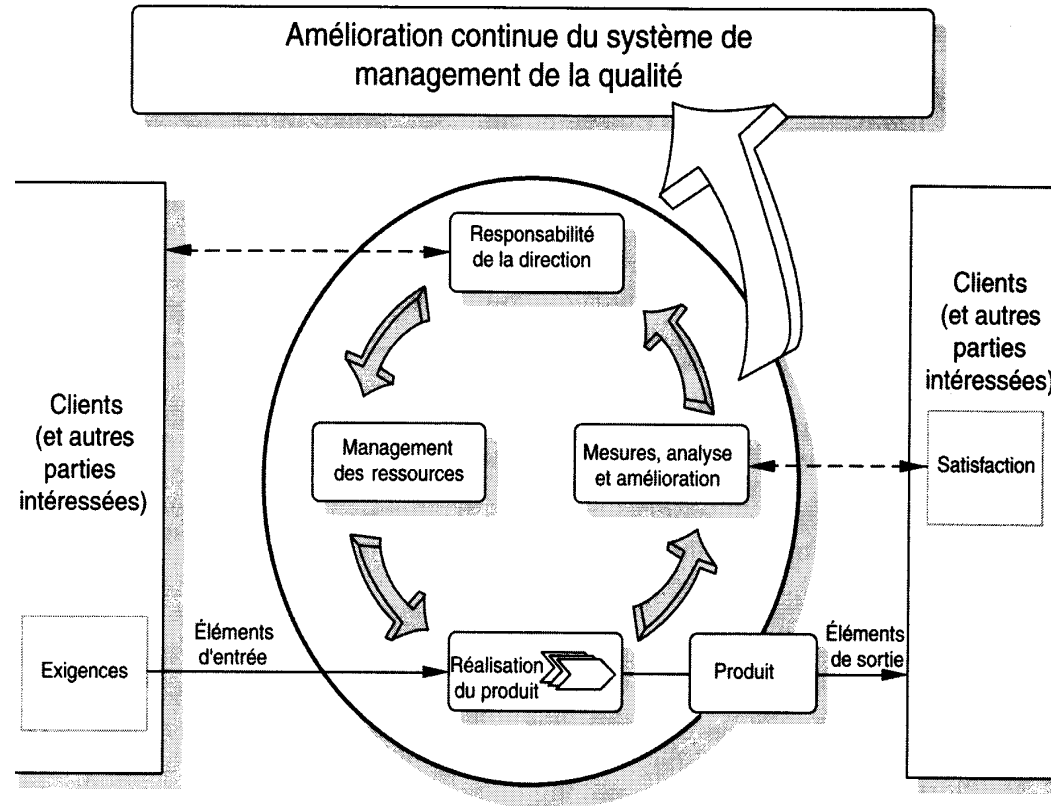 Amélioration continue du système de
management de la qualité
Responsabilité
de la direction
Clients
(et autres
parties
intéressées)
Clients
(et autres
parties
intéressées)
Management
des ressources
Mesures, analyse
et amélioration
Satisfaction
Éléments
d'entrée
Éléments
de sortie
Exigences
Réalisation
du produit
Produit